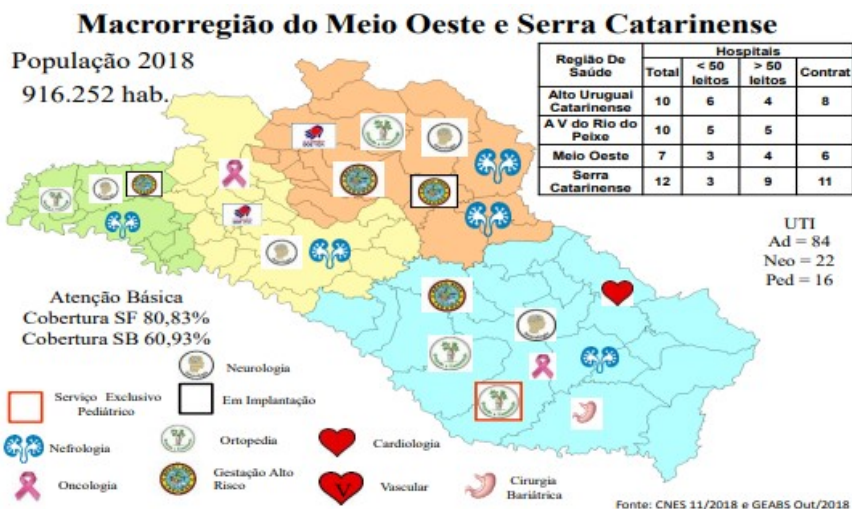 Macrorregião do Meio Oeste e Serra Catarinense
População 2018
916.252 hab.
Região De Saúde Hospitais
Total < 50 leitos > 50 leitos Contrat
Alto Uruguai Catarinense 10 6 4 8
A V do Rio do Peixe 10 5 5
Meio Oeste 7 3 4 6
Serra Catarinense 12 3 9 11
UTI
Ad = 84
Neo = 22
Ped = 16
Atenção Básica
Cobertura SF 80,83%
Cobertura SB 60,93%
Neurologia
Serviço Exclusivo
Pediátrico
Em Implantação
Nefrologia
Ortopedia
Cardiologia
Oncologia
Gestação Alto
Risco
V
Vascular
Cirurgia
Bariátrica
Fonte: CNES 11/2018 e GEABS Out/2018